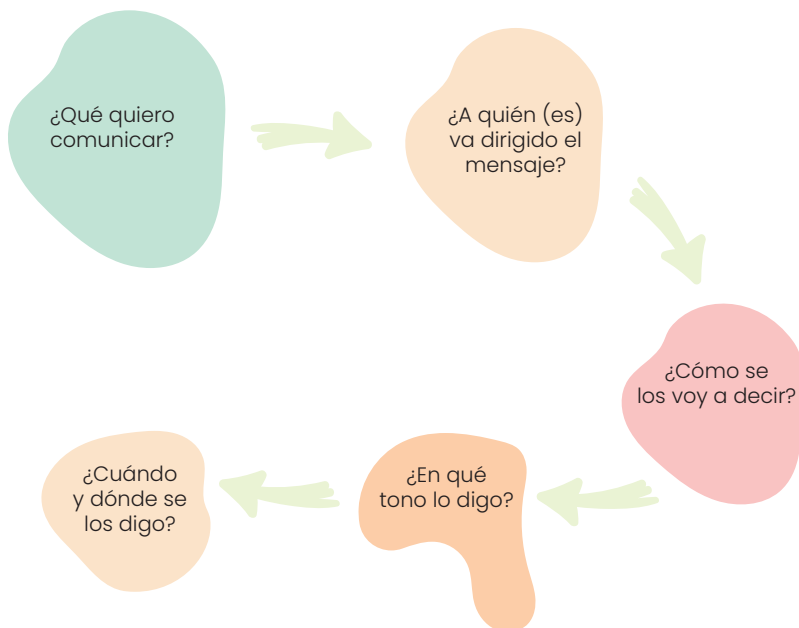 ¿Qué quiero
comunicar?
¿A quién (es)
va dirigido el
mensaje?
¿Cómo se
los voy a decir?
¿En qué
tono lo digo?
¿Cuándo
y dónde se
los digo?